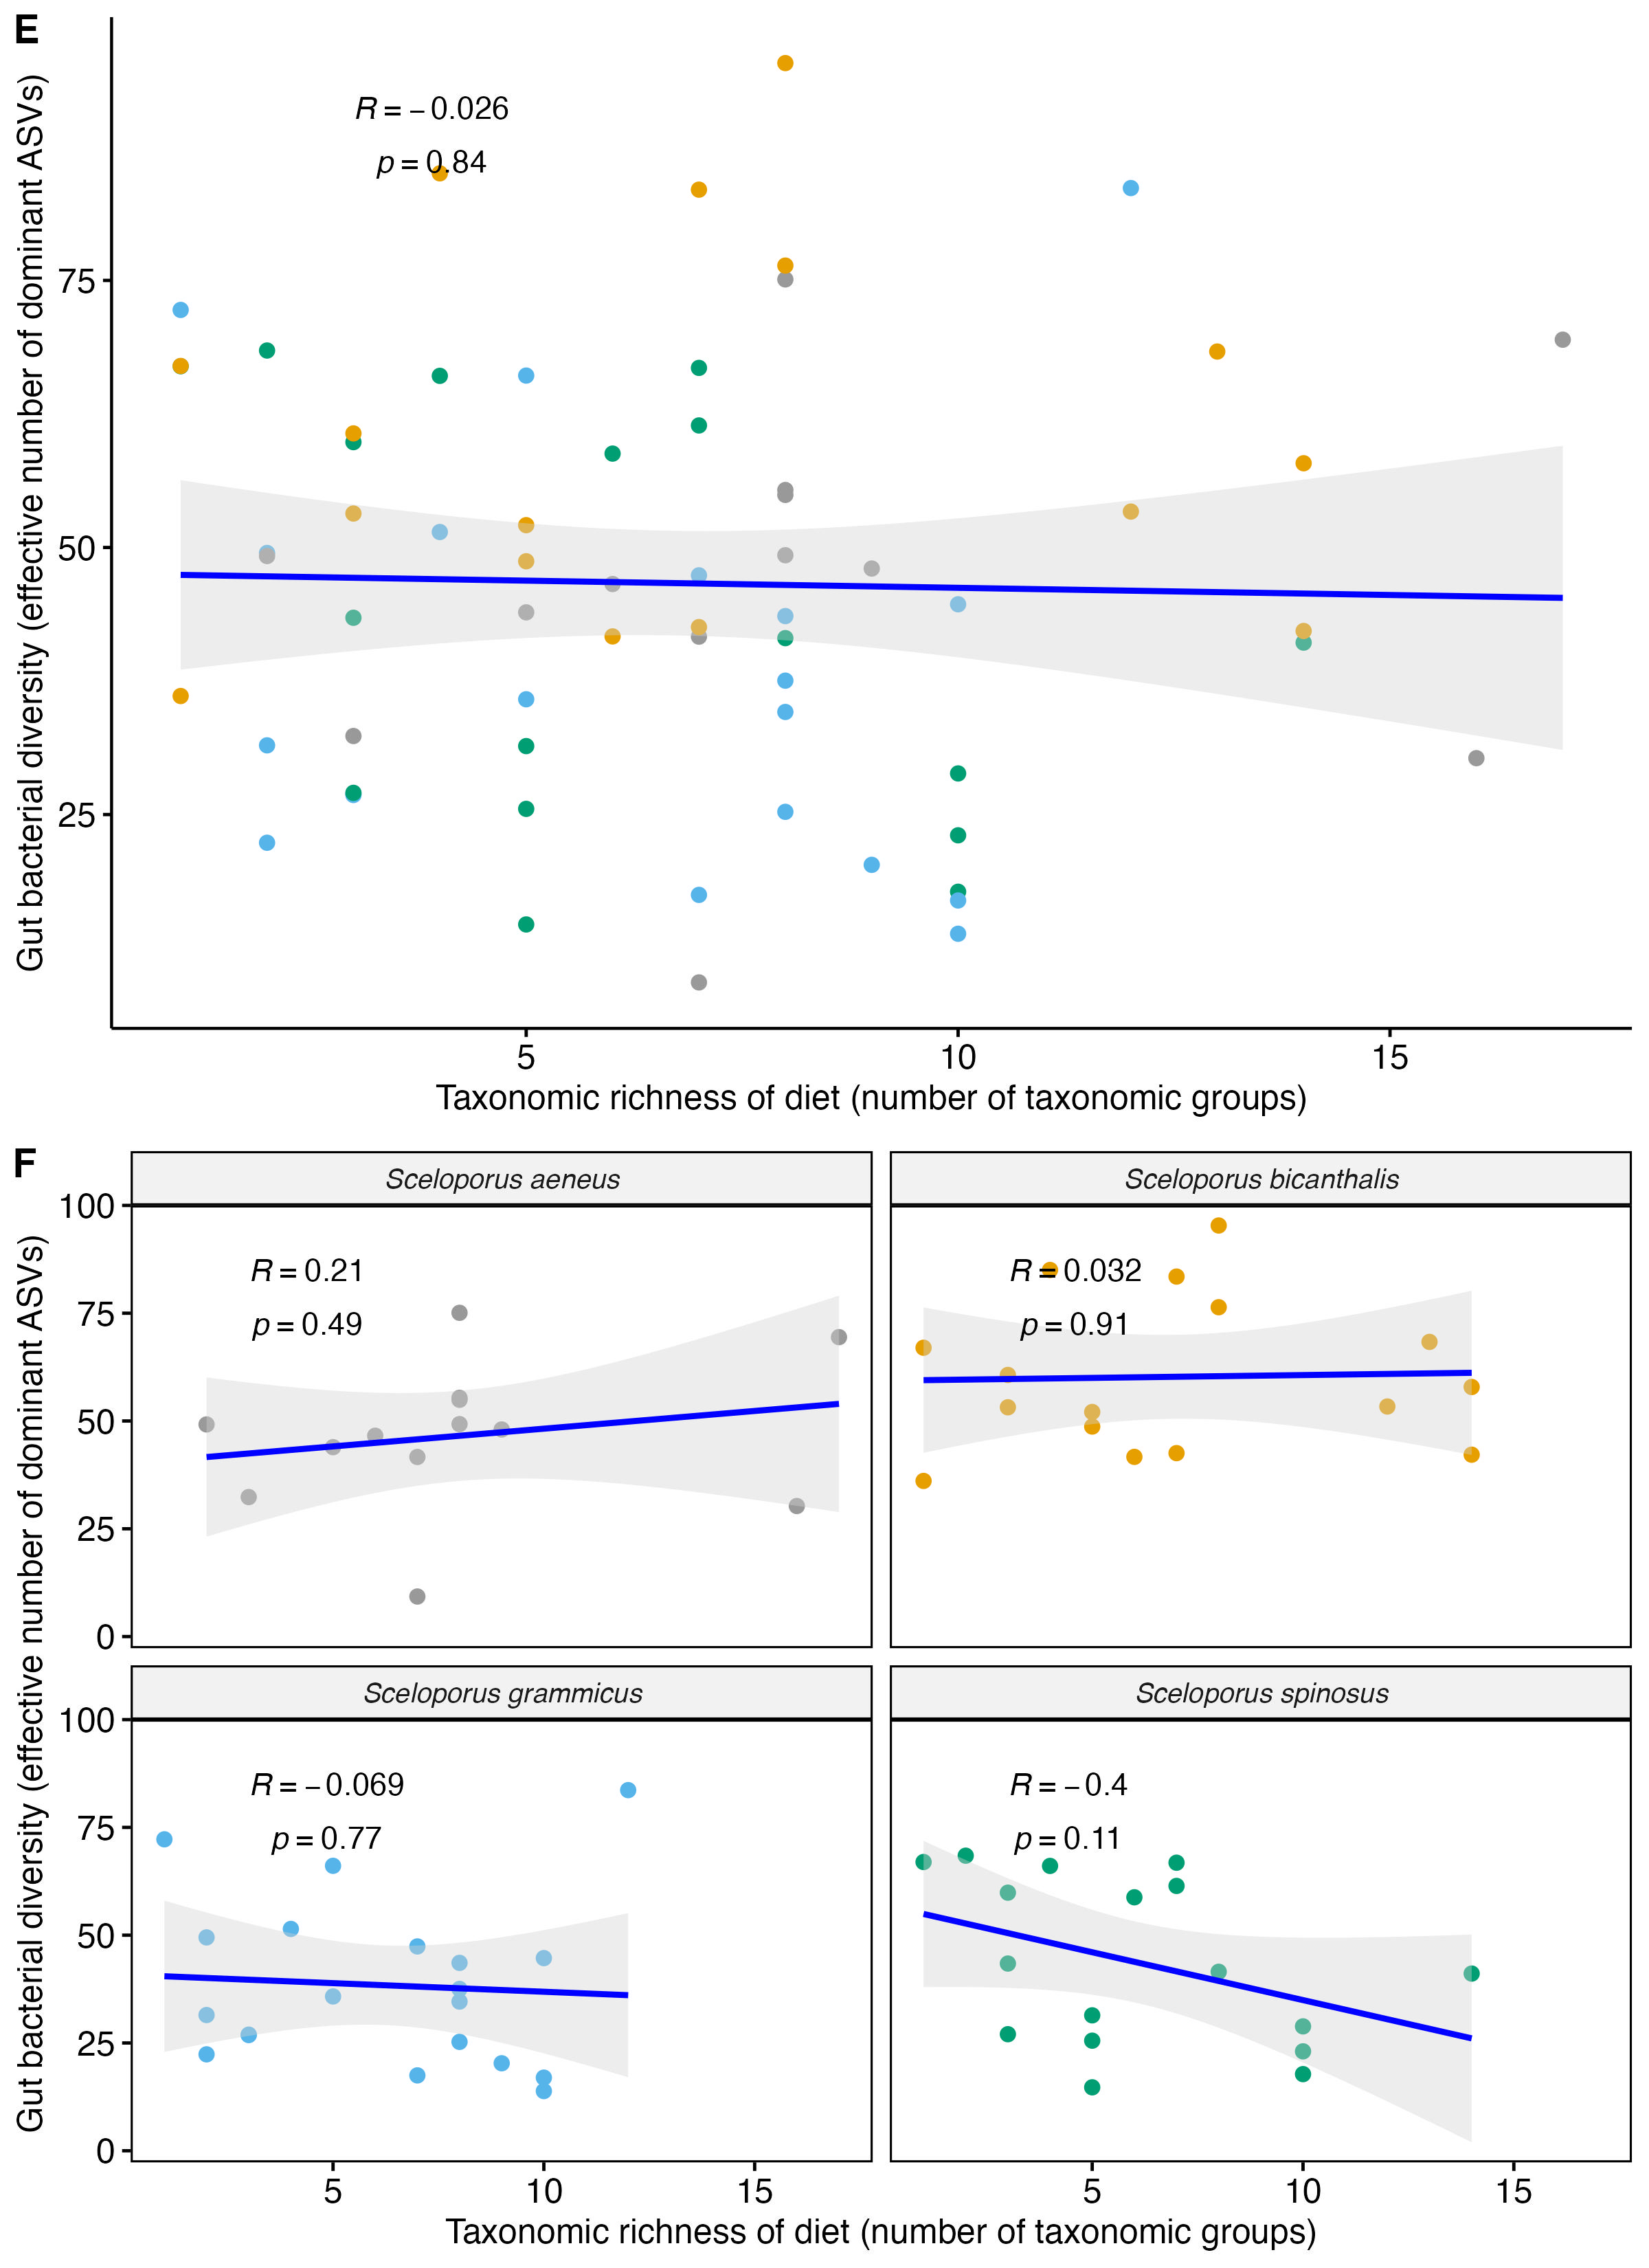 E
Gut bacterial diversity (effective number of dominant ASVs)
R = −0.026
p = 0.84
75
50
25
5 10 15
Taxonomic richness of diet (number of taxonomic groups)
F
Gut bacterial diversity (effective number of dominant ASVs)
Sceloporus aeneus
100
75
50
25
0
R = 0.21
p = 0.49
Sceloporus bicanthalis
R = 0.032
p = 0.91
Sceloporus grammicus
100
75
50
25
0
R = −0.069
p = 0.77
5 10 15
Sceloporus spinosus
R = −0.4
p = 0.11
5 10 15
Taxonomic richness of diet (number of taxonomic groups)